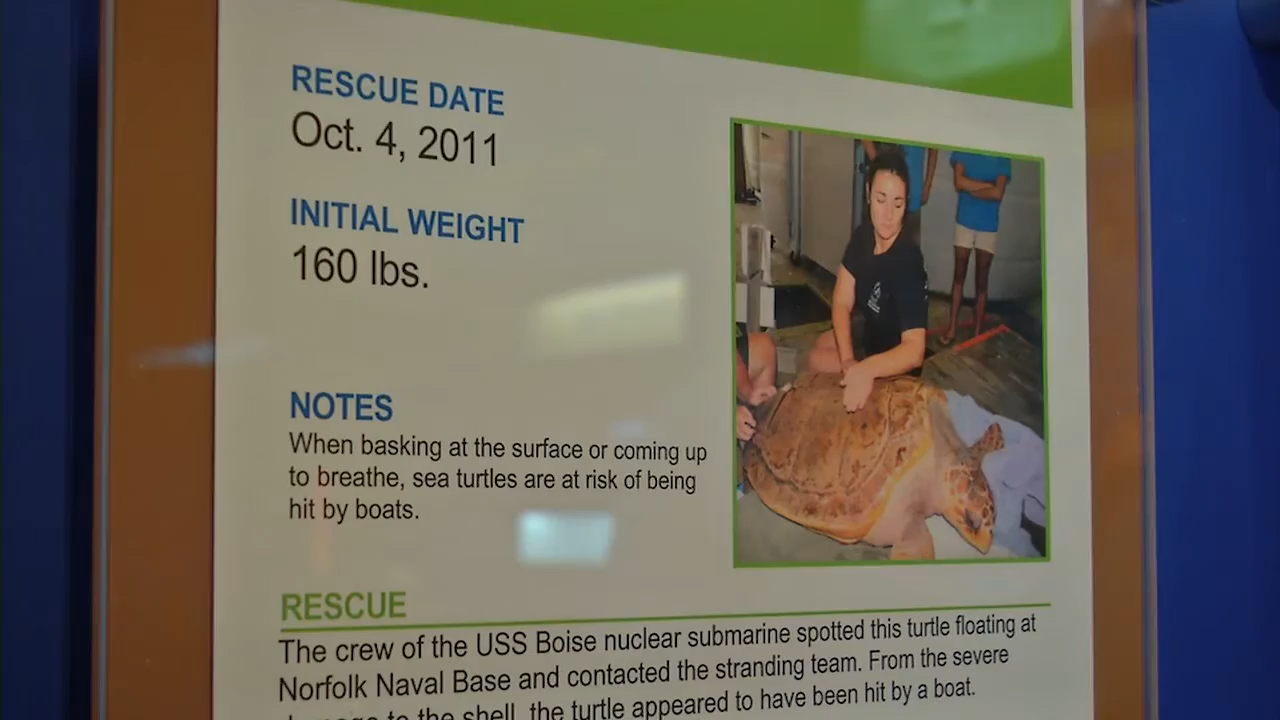 RESCUE DATE
Oct. 4, 2011
INITIAL WEIGHT
160 lbs.
NOTES
When basking at the surface or coming up
to breathe, sea turtles are at risk of being
hit by boats.
RESCUE
The crew of the USS Boise nuclear submarine spotted this turtle floating at
Norfolk Naval Base and contacted the stranding team. From the severe
to the shell, the turtle appeared to have been hit by a boat.